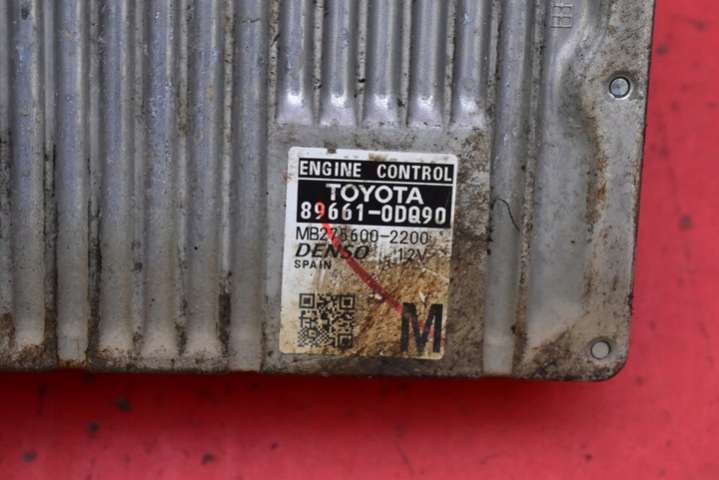 ENGINE CONTROL
TOYOTA
89661-0DQ90
MB275600-2200
DENSO 12V
SPAIN
M